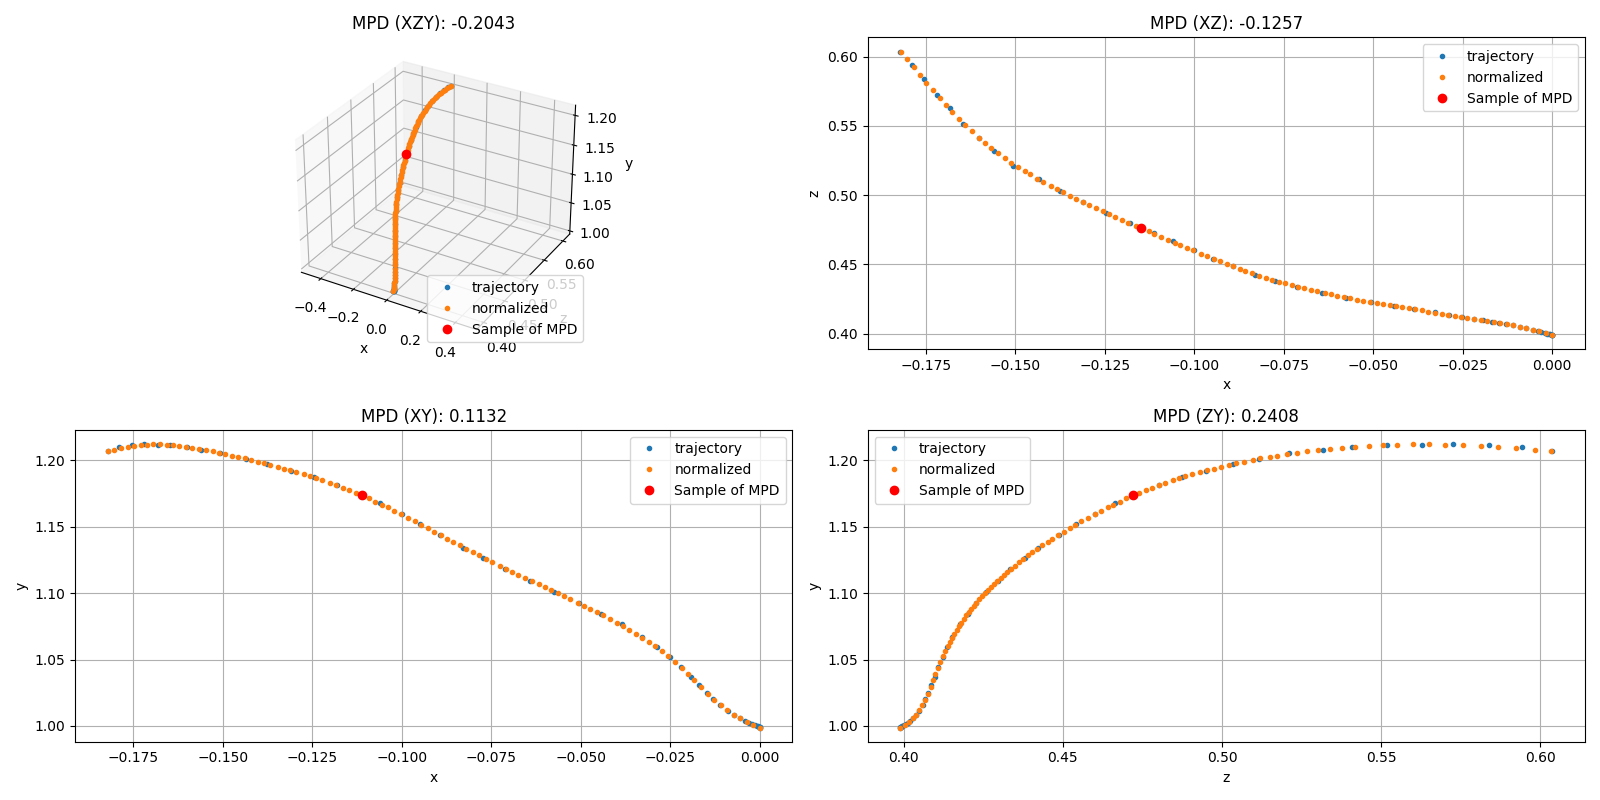 MPD (XZY): -0.2043
1.20
1.15
y
1.10
1.05
1.00
0.60
0.55
0.50
z
0.45
0.40
−0.4
−0.2
0.0
0.2
0.4
x
trajectory
normalized
Sample of MPD
MPD (XZ): -0.1257
0.60
0.55
0.50
0.45
0.40
z
−0.175
−0.150
−0.125
−0.100
−0.075
−0.050
−0.025
0.000
x
trajectory
normalized
Sample of MPD
MPD (XY): 0.1132
1.20
1.15
1.10
1.05
1.00
y
−0.175
−0.150
−0.125
−0.100
−0.075
−0.050
−0.025
0.000
x
trajectory
normalized
Sample of MPD
MPD (ZY): 0.2408
1.20
1.15
1.10
1.05
1.00
y
0.40
0.45
0.50
0.55
0.60
z
trajectory
normalized
Sample of MPD